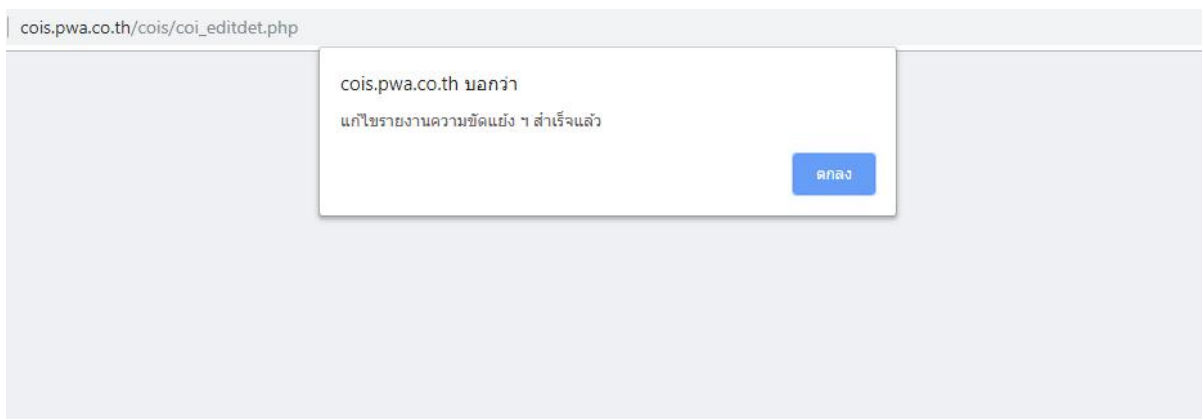 cois.pwa.co.th/cois/coi_editdet.php
cois.pwa.co.th บอกว่า
แก้ไขรายงานความขัดแย้ง ฯ สำเร็จแล้ว
ตกลง